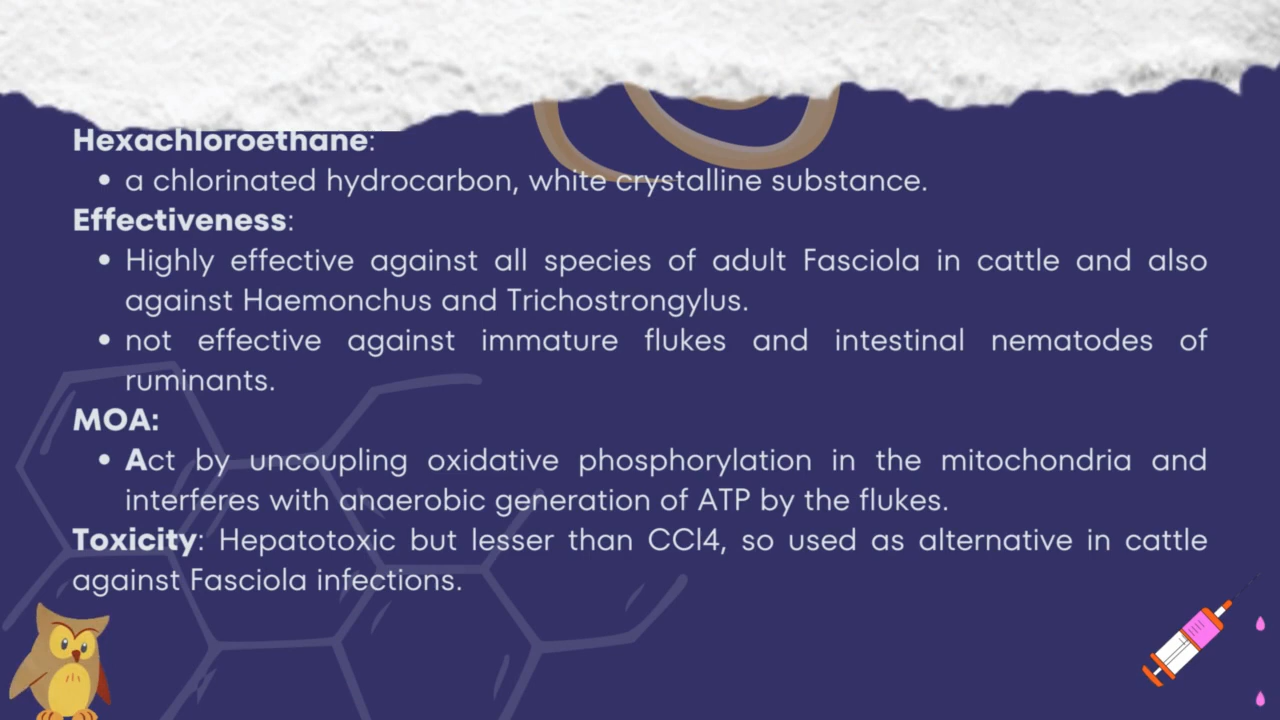 Hexachloroethane:
• a chlorinated hydrocarbon, white crystalline substance.
Effectiveness:
• Highly effective against all species of adult Fasciola in cattle and also
against Haemonchus and Trichostrongylus.
• not effective against immature flukes and intestinal nematodes of
ruminants.
MOA:
• Act by uncoupling oxidative phosphorylation in the mitochondria and
interferes with anaerobic generation of ATP by the flukes.
Toxicity: Hepatotoxic but lesser than CCl4, so used as alternative in cattle
against Fasciola infections.